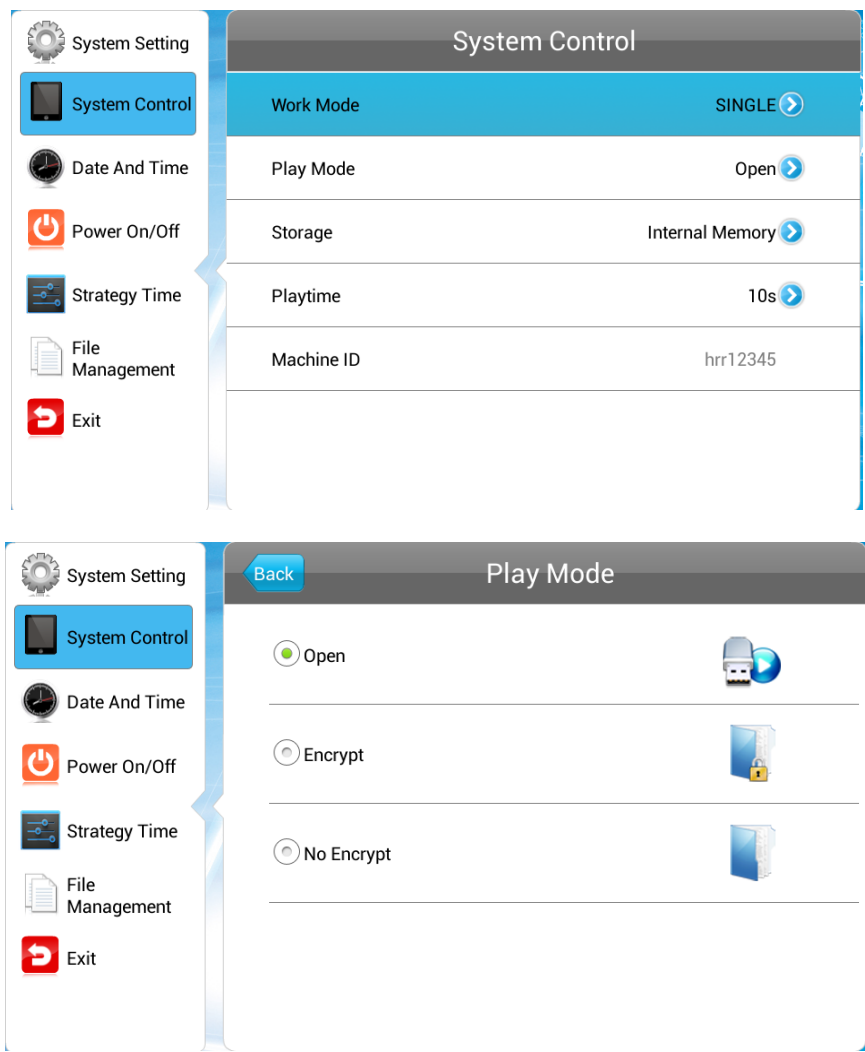 System Setting
System Control
Date And Time
Power On/Off
Strategy Time
File
Management
Exit
System Control
Work Mode SINGLE
Play Mode Open
Storage Internal Memory
Playtime 10s
Machine ID hrr12345
System Setting
System Control
Date And Time
Power On/Off
Strategy Time
File
Management
Exit
Back Play Mode
Open
Encrypt
No Encrypt